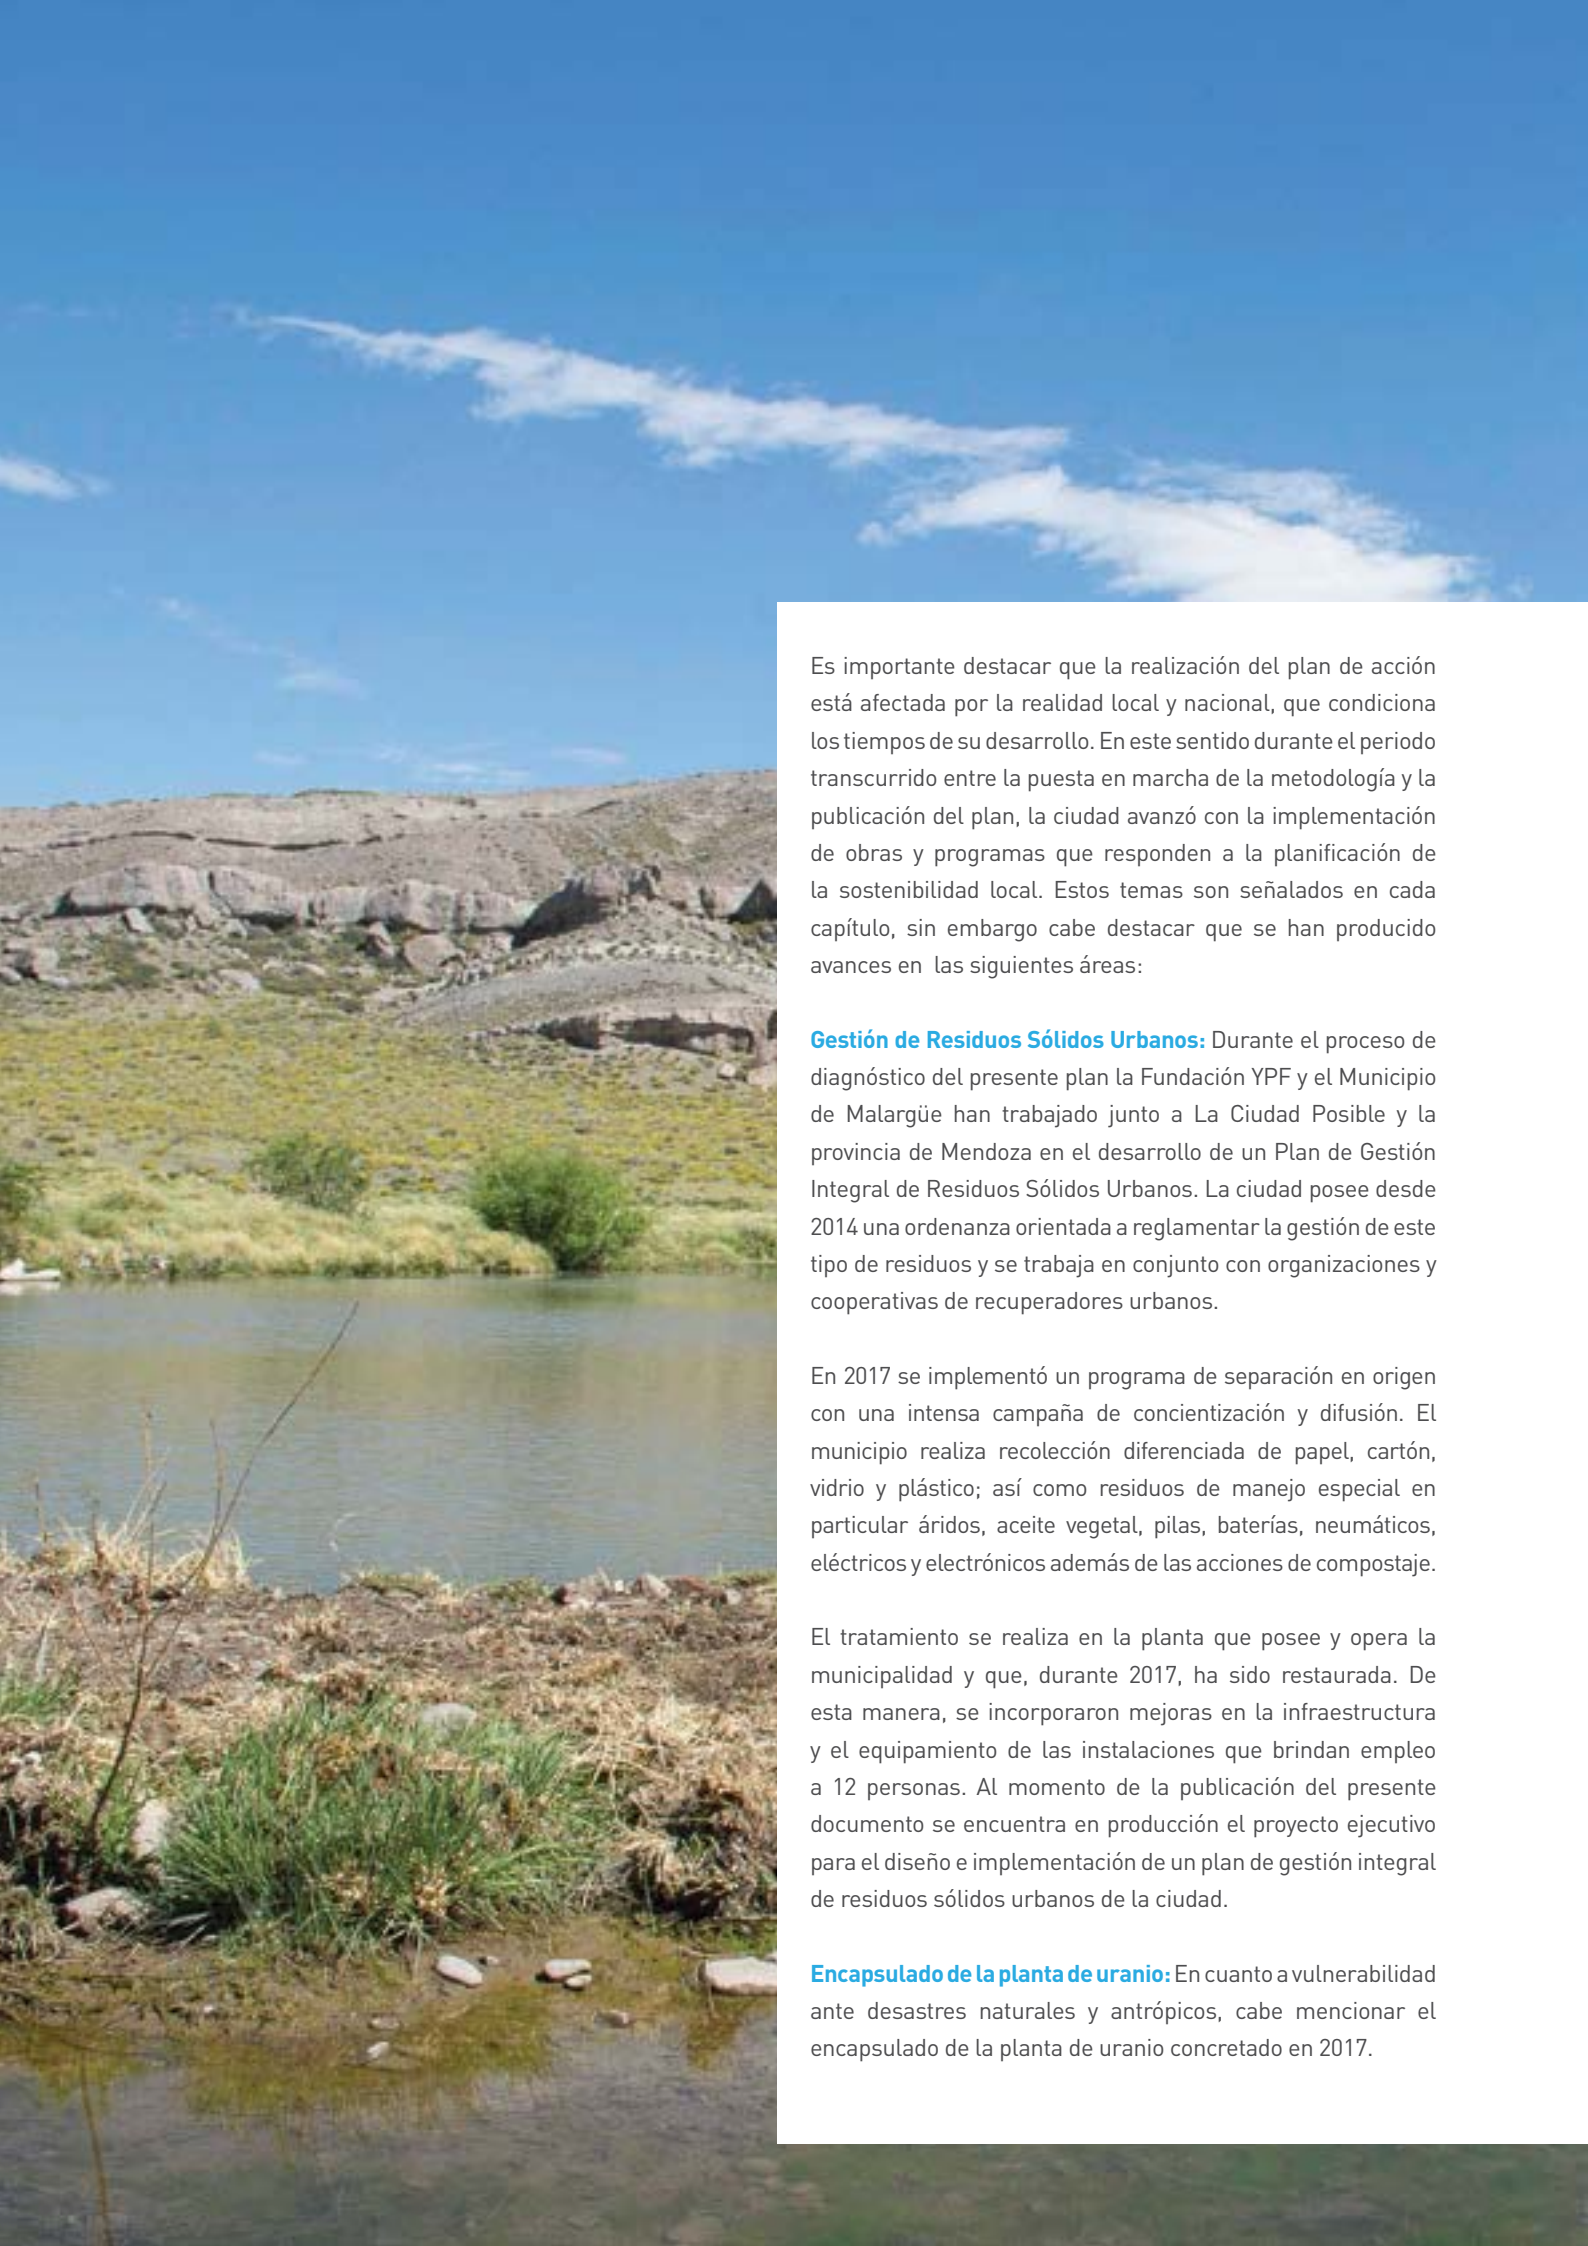 Es importante destacar que la realización del plan de acción
está afectada por la realidad local y nacional, que condiciona
los tiempos de su desarrollo. En este sentido durante el periodo
transcurrido entre la puesta en marcha de la metodología y la
publicación del plan, la ciudad avanzó con la implementación
de obras y programas que responden a la planificación de
la sostenibilidad local. Estos temas son señalados en cada
capítulo, sin embargo cabe destacar que se han producido
avances en las siguientes áreas:
Gestión de Residuos Sólidos Urbanos: Durante el proceso de
diagnóstico del presente plan la Fundación YPF y el Municipio
de Malargüe han trabajado junto a La Ciudad Posible y la
provincia de Mendoza en el desarrollo de un Plan de Gestión
Integral de Residuos Sólidos Urbanos. La ciudad posee desde
2014 una ordenanza orientada a reglamentar la gestión de este
tipo de residuos y se trabaja en conjunto con organizaciones y
cooperativas de recuperadores urbanos.
En 2017 se implementó un programa de separación en origen
con una intensa campaña de concientización y difusión. El
municipio realiza recolección diferenciada de papel, cartón,
vidrio y plástico; así como residuos de manejo especial en
particular áridos, aceite vegetal, pilas, baterías, neumáticos,
eléctricos y electrónicos además de las acciones de compostaje.
El tratamiento se realiza en la planta que posee y opera la
municipalidad y que, durante 2017, ha sido restaurada. De
esta manera, se incorporaron mejoras en la infraestructura
y el equipamiento de las instalaciones que brindan empleo
a 12 personas. Al momento de la publicación del presente
documento se encuentra en producción el proyecto ejecutivo
para el diseño e implementación de un plan de gestión integral
de residuos sólidos urbanos de la ciudad.
Encapsulado de la planta de uranio: En cuanto a vulnerabilidad
ante desastres naturales y antrópicos, cabe mencionar el
encapsulado de la planta de uranio concretado en 2017.